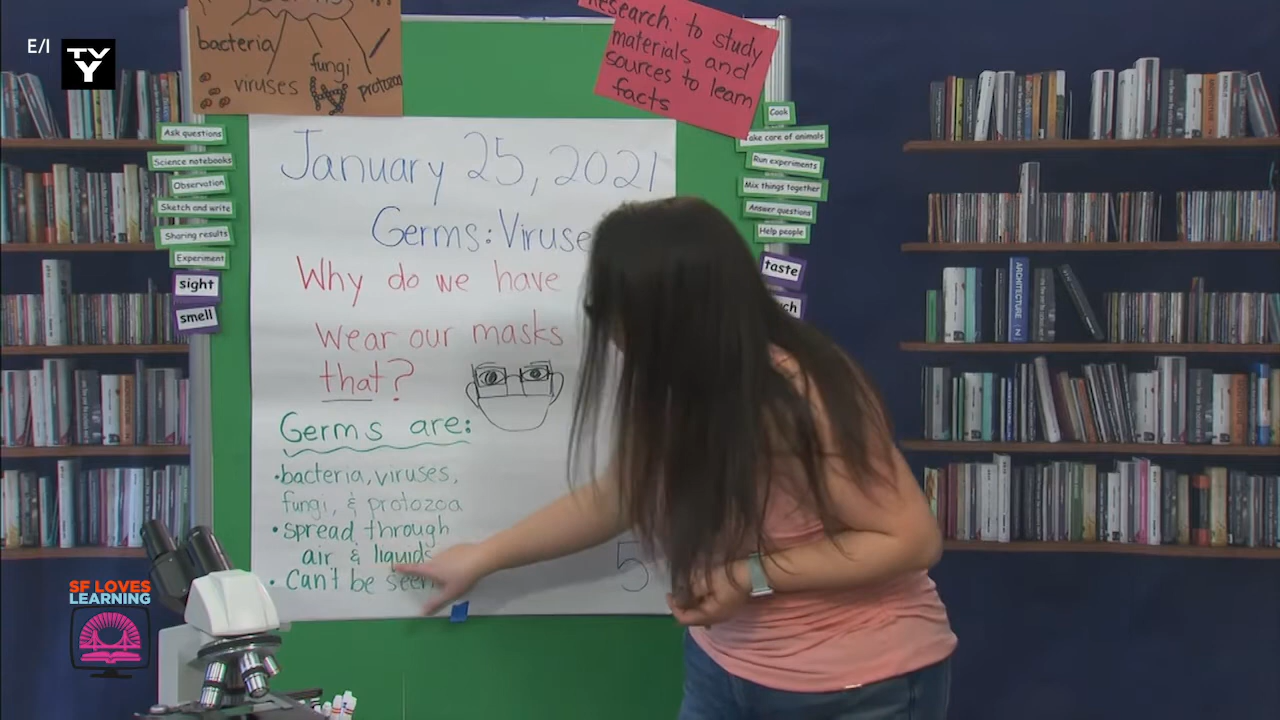 E/I
TV
Y
bacteria
fungi
viruses
protozoa
Research: to study
materials and
sources to learn
facts
Ask questions
Science notebooks
Observation
Sketch and write
Sharing results
Experiment
sight
smell
Cook
Take care of animals
Run experiments
Mix things together
Answer questions
Help people
taste
January 25, 2021
Germs: Viruse
Why do we have
Wear our masks
that?
Germs are:
•bacteria, viruses,
fungi, & protozoa
•spread through
air & liquids
•Can't be seen
5
ARCHITECTURE
SF LOVES
LEARNING